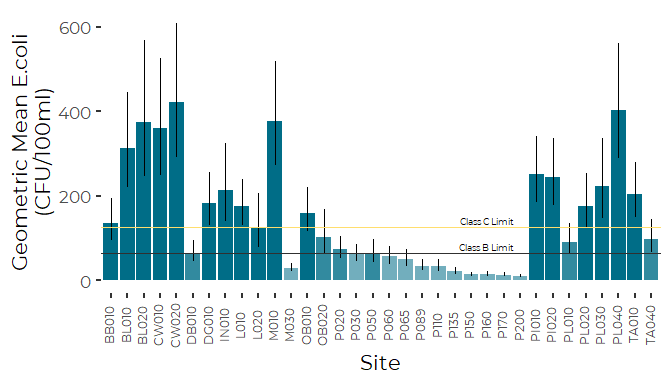 Geometric Mean E.coli
(CFU/100ml)
600
400
200
0
Class C Limit
Class B Limit
BB010
BL010
BL020
CW010
CW020
DB010
DG010
IN010
L010
L020
M010
M030
OB010
OB020
P020
P030
P050
P060
P065
P089
P110
P135
P150
P160
P170
P200
PI010
PI020
PL010
PL020
PL030
PL040
TA010
TA040
Site